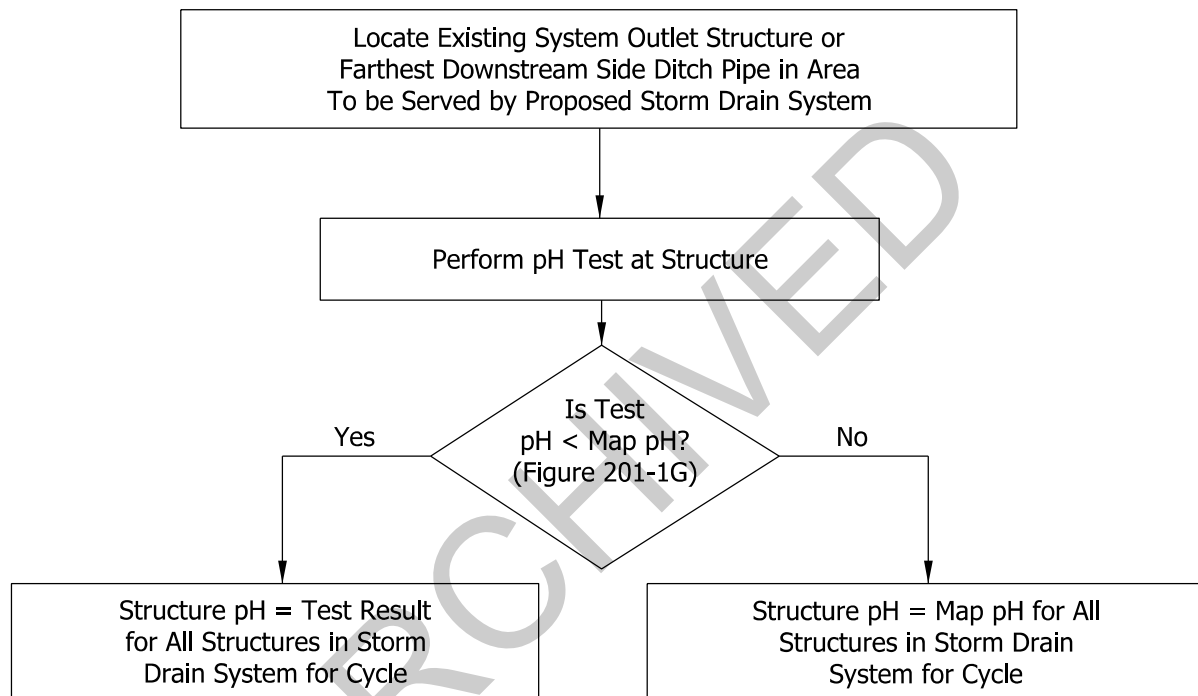 Locate Existing System Outlet Structure or
Farthest Downstream Side Ditch Pipe in Area
To be Served by Proposed Storm Drain System
Perform pH Test at Structure
Is Test
pH < Map pH?
(Figure 201-1G)
Yes
No
Structure pH = Test Result
for All Structures in Storm
Drain System for Cycle
Structure pH = Map pH for All
Structures in Storm Drain
System for Cycle
RCHIVED